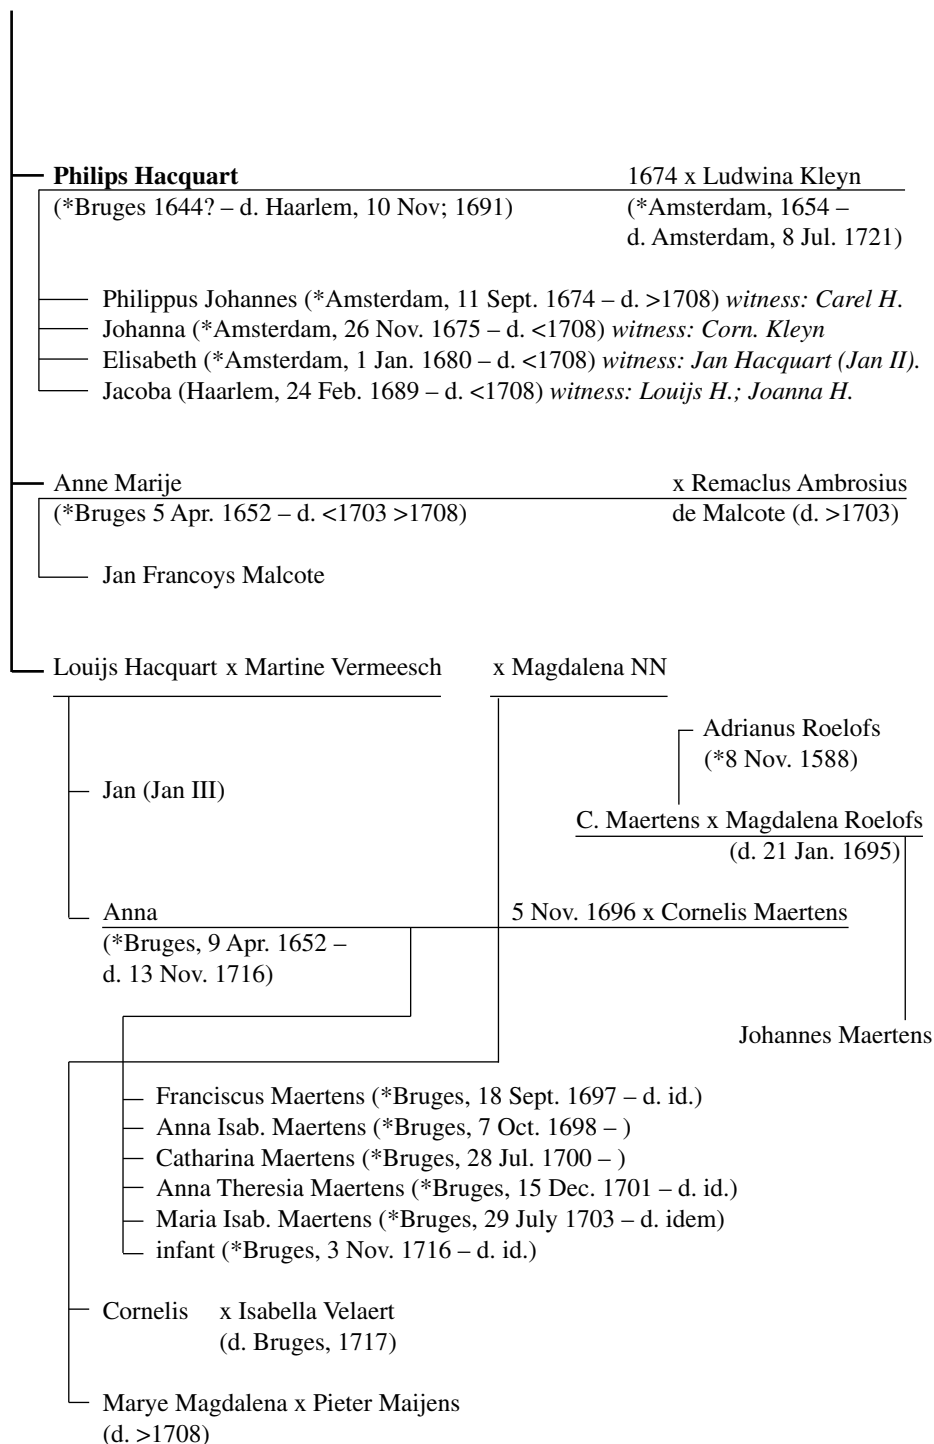 Philips Hacquart 1674 x Ludwina Kleyn
(*Bruges 1644? – d. Haarlem, 10 Nov; 1691) (*Amsterdam, 1654 –
d. Amsterdam, 8 Jul. 1721)
Philippus Johannes (*Amsterdam, 11 Sept. 1674 – d. >1708) witness: Carel H.
Johanna (*Amsterdam, 26 Nov. 1675 – d. <1708) witness: Corn. Kleyn
Elisabeth (*Amsterdam, 1 Jan. 1680 – d. <1708) witness: Jan Hacquart (Jan II).
Jacoba (Haarlem, 24 Feb. 1689 – d. <1708) witness: Louijs H.; Joanna H.
Anne Marije x Remaclus Ambrosius
(*Bruges 5 Apr. 1652 – d. <1703 >1708) de Malcote (d. >1703)
Jan Francoys Malcote
Louijs Hacquart x Martine Vermeesch x Magdalena NN
Adrianus Roelofs
(*8 Nov. 1588)
Jan (Jan III)
C. Maertens x Magdalena Roelofs
(d. 21 Jan. 1695)
Anna 5 Nov. 1696 x Cornelis Maertens
(*Bruges, 9 Apr. 1652 –
d. 13 Nov. 1716)
Johannes Maertens
Franciscus Maertens (*Bruges, 18 Sept. 1697 – d. id.)
Anna Isab. Maertens (*Bruges, 7 Oct. 1698 – )
Catharina Maertens (*Bruges, 28 Jul. 1700 – )
Anna Theresia Maertens (*Bruges, 15 Dec. 1701 – d. id.)
Maria Isab. Maertens (*Bruges, 29 July 1703 – d. idem)
infant (*Bruges, 3 Nov. 1716 – d. id.)
Cornelis x Isabella Velaert
(d. Bruges, 1717)
Marye Magdalena x Pieter Maijens
(d. >1708)